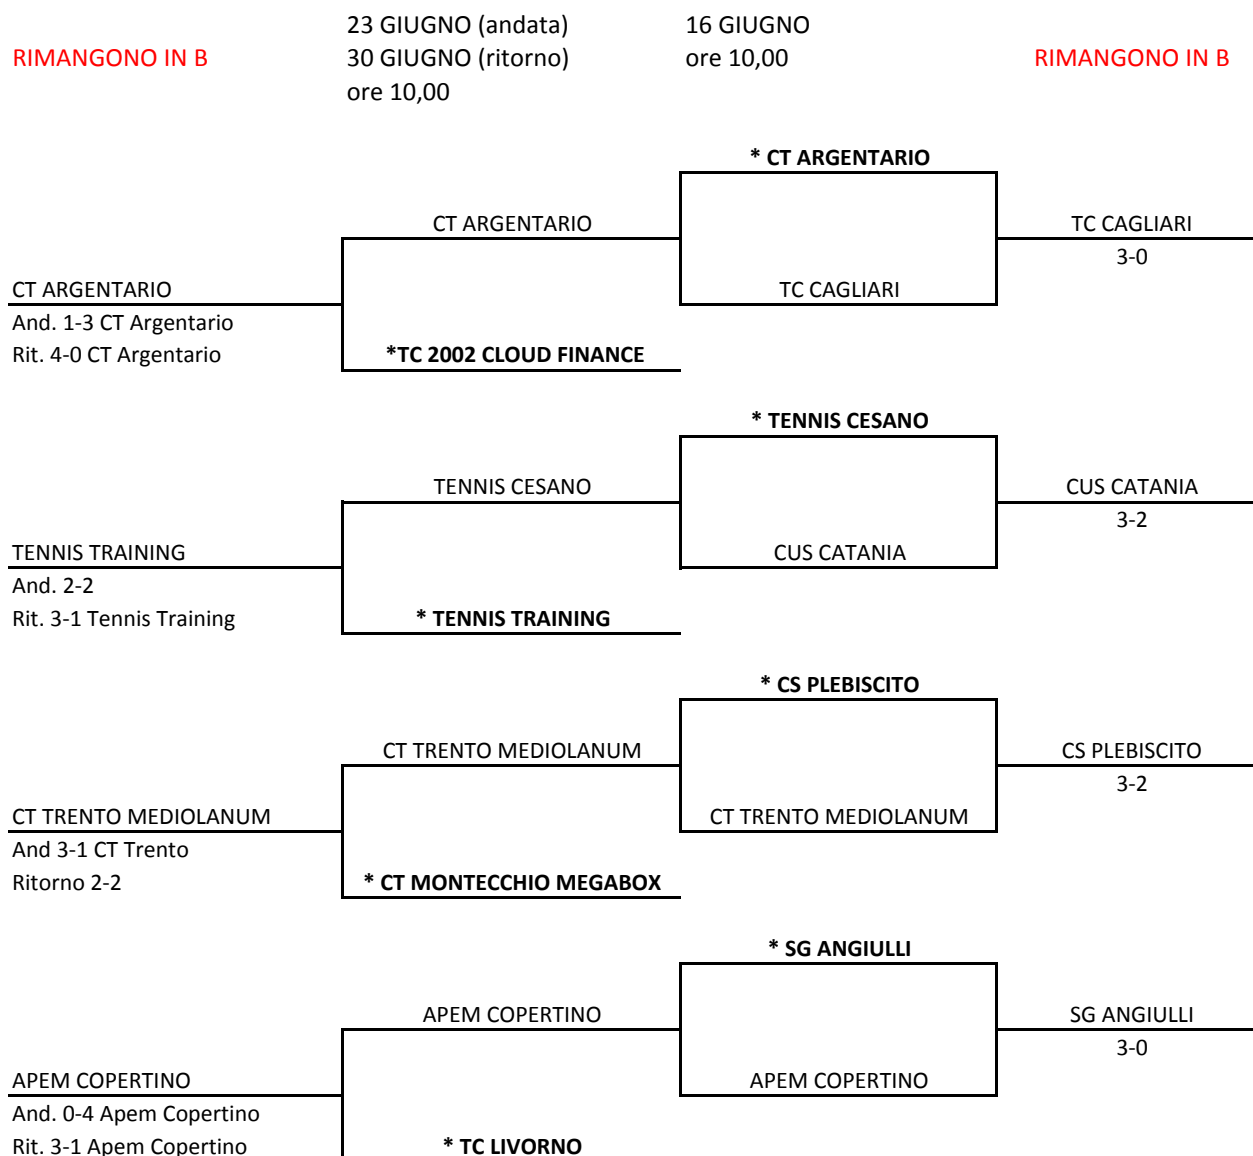 23 GIUGNO (andata) 16 GIUGNO
RIMANGONO IN B 30 GIUGNO (ritorno) ore 10,00 RIMANGONO IN B
ore 10,00
* CT ARGENTARIO
CT ARGENTARIO TC CAGLIARI
3-0
CT ARGENTARIO TC CAGLIARI
And. 1-3 CT Argentario
Rit. 4-0 CT Argentario *TC 2002 CLOUD FINANCE
* TENNIS CESANO
TENNIS CESANO CUS CATANIA
3-2
TENNIS TRAINING CUS CATANIA
And. 2-2
Rit. 3-1 Tennis Training * TENNIS TRAINING
* CS PLEBISCITO
CT TRENTO MEDIOLANUM CS PLEBISCITO
3-2
CT TRENTO MEDIOLANUM CT TRENTO MEDIOLANUM
And 3-1 CT Trento
Ritorno 2-2 * CT MONTECCHIO MEGABOX
* SG ANGIULLI
APEM COPERTINO SG ANGIULLI
3-0
APEM COPERTINO APEM COPERTINO
And. 0-4 Apem Copertino
Rit. 3-1 Apem Copertino * TC LIVORNO